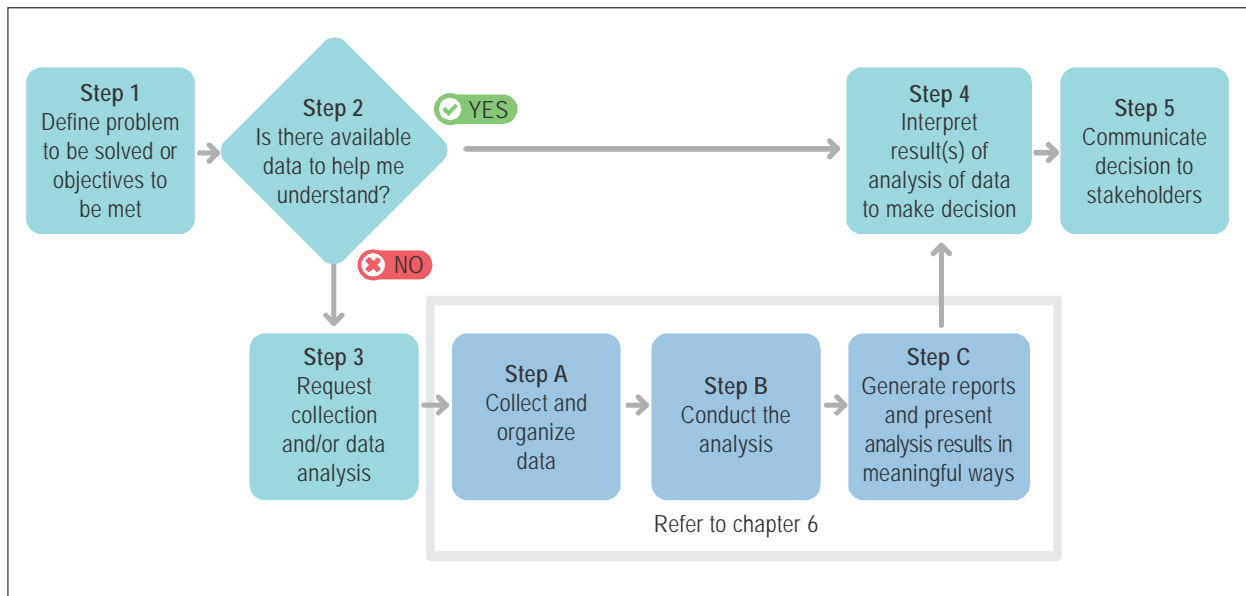 Step 1
Define problem
to be solved or
objectives to
be met
Step 2
Is there available
data to help me
understand?
YES
NO
Step 4
Interpret
result(s) of
analysis of data
to make decision
Step 5
Communicate
decision to
stakeholders
Step 3
Request
collection
and/or data
analysis
Step A
Collect and
organize
data
Step B
Conduct the
analysis
Step C
Generate reports
and present
analysis results in
meaningful ways
Refer to chapter 6